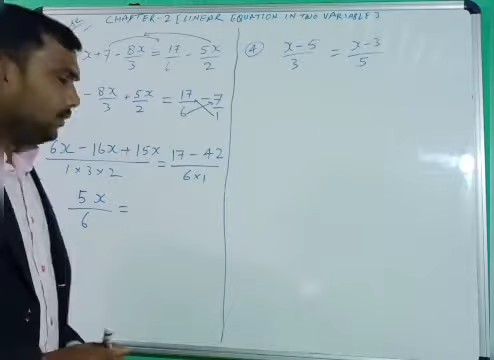 CHAPTER-2 [LINEAR EQUATION IN TWO VARIABLE]
x + 7 - 8x/3 = 17/6 - 5x/2
- 8x/3 + 5x/2 = 17/6 - 7/1
6x - 16x + 15x / 1 x 3 x 2 = 17 - 42 / 6 x 1
5x/6 =
④ x-5/3 = x-3/5